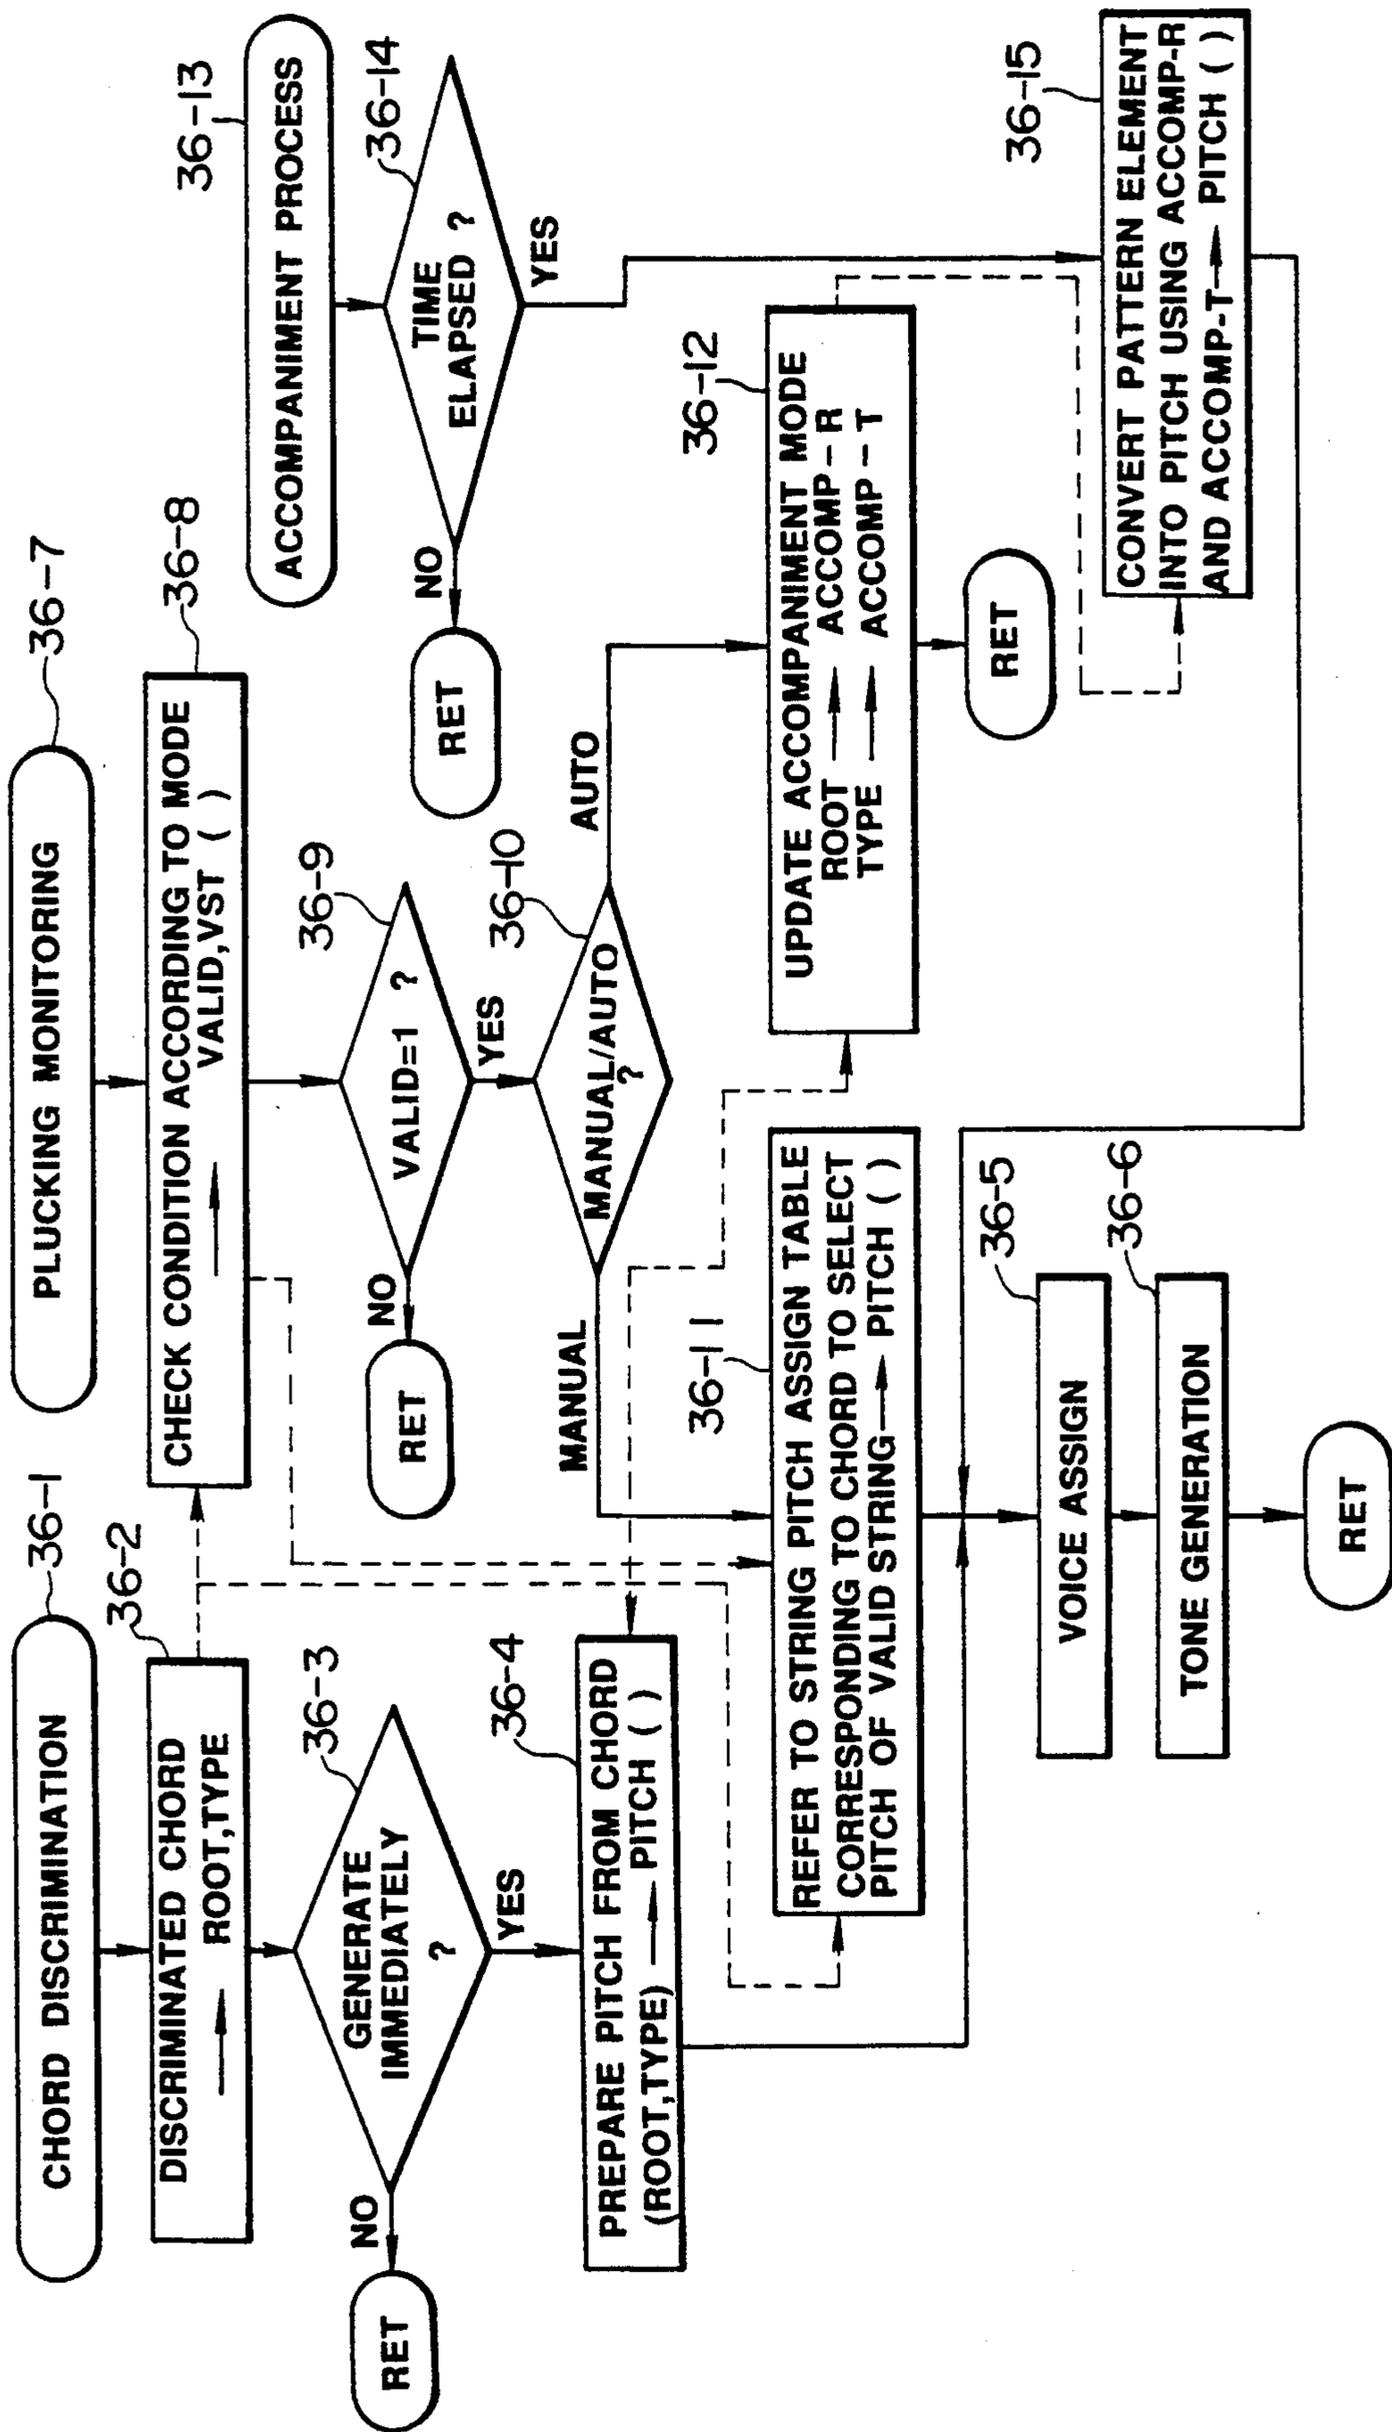 CHORD DISCRIMINATION
36-1
DISCRIMINATED CHORD
→ ROOT,TYPE
36-2
GENERATE
IMMEDIATELY
?
36-3
NO
RET
YES
PREPARE PITCH FROM CHORD
(ROOT,TYPE) → PITCH ( )
36-4
PLUCKING MONITORING
36-7
CHECK CONDITION ACCORDING TO MODE
→ VALID,VST ( )
36-8
VALID=1 ?
36-9
NO
RET
YES
MANUAL/AUTO
?
36-10
MANUAL
AUTO
REFER TO STRING PITCH ASSIGN TABLE
CORRESPONDING TO CHORD TO SELECT
PITCH OF VALID STRING → PITCH ( )
36-11
UPDATE ACCOMPANIMENT MODE
ROOT → ACCOMP-R
TYPE → ACCOMP-T
36-12
RET
ACCOMPANIMENT PROCESS
36-13
TIME
ELAPSED ?
36-14
NO
RET
YES
CONVERT PATTERN ELEMENT
INTO PITCH USING ACCOMP-R
AND ACCOMP-T → PITCH ( )
36-15
VOICE ASSIGN
36-5
TONE GENERATION
36-6
RET